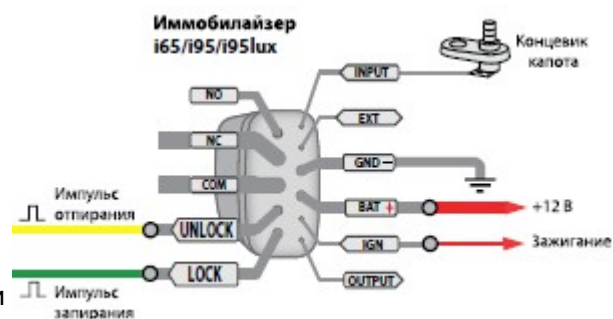 Иммобилайзер
i65/i95/i95lux
Концевик
капота
INPUT
NO
EXT
NC
GND –
COM
BAT +
+12 В
Импульс
отпирания
UNLOCK
IGN
Зажигание
LOCK
OUTPUT
и
Импульс
запирания